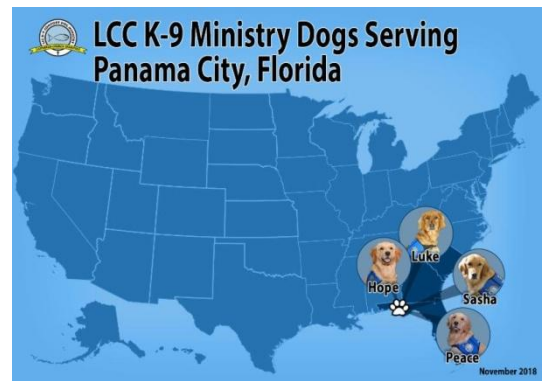 LCC K-9 Ministry Dogs Serving
Panama City, Florida
Luke
Hope
Sasha
Peace
November 2018